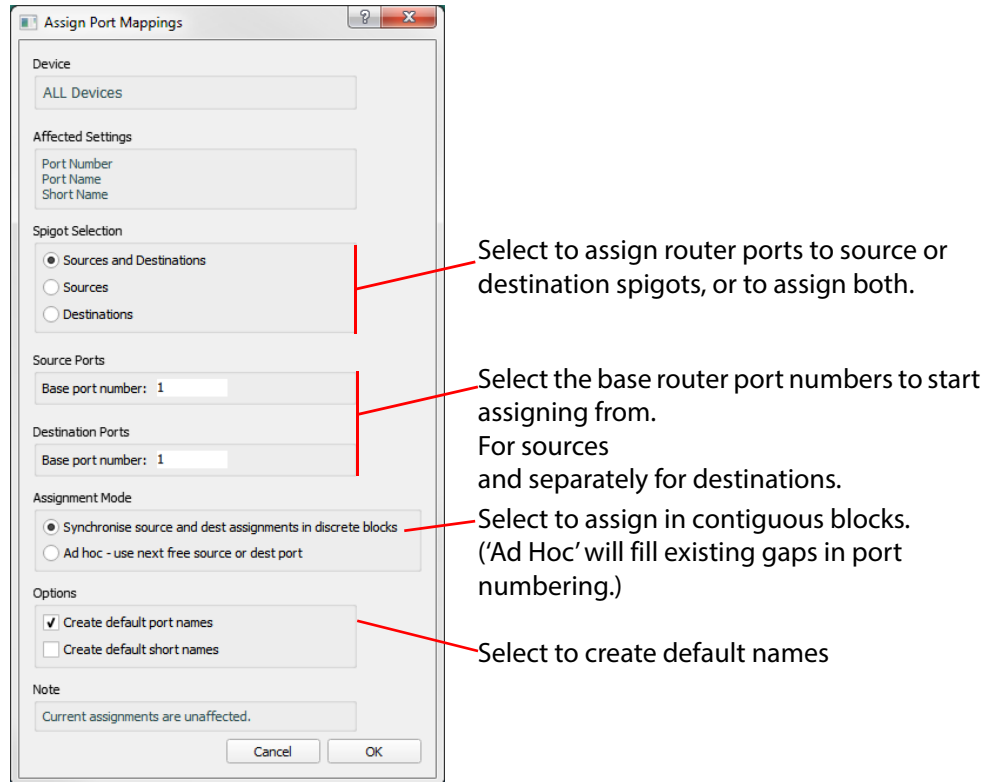 Assign Port Mappings
?
X
Device
ALL Devices
Affected Settings
Port Number
Port Name
Short Name
Spigot Selection
Sources and Destinations
Sources
Destinations
Select to assign router ports to source or
destination spigots, or to assign both.
Source Ports
Base port number: 1
Destination Ports
Base port number: 1
Select the base router port numbers to start
assigning from.
For sources
and separately for destinations.
Assignment Mode
Synchronise source and dest assignments in discrete blocks
Ad hoc - use next free source or dest port
Select to assign in contiguous blocks.
(‘Ad Hoc’ will fill existing gaps in port
numbering.)
Options
Create default port names
Create default short names
Select to create default names
Note
Current assignments are unaffected.
Cancel
OK